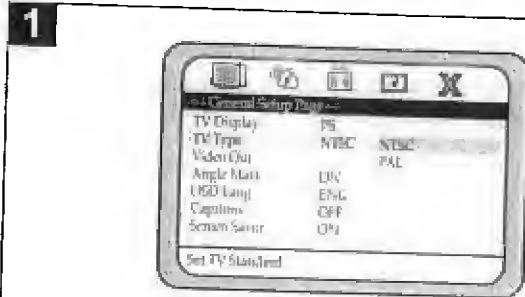 1
-- General Setup Page --
TV Display PS
TV Type NTSC NTSC
Video Out PAL
Angle Mark ON
OSD Lang ENG
Captions OFF
Screen Saver ON
Set TV Standard